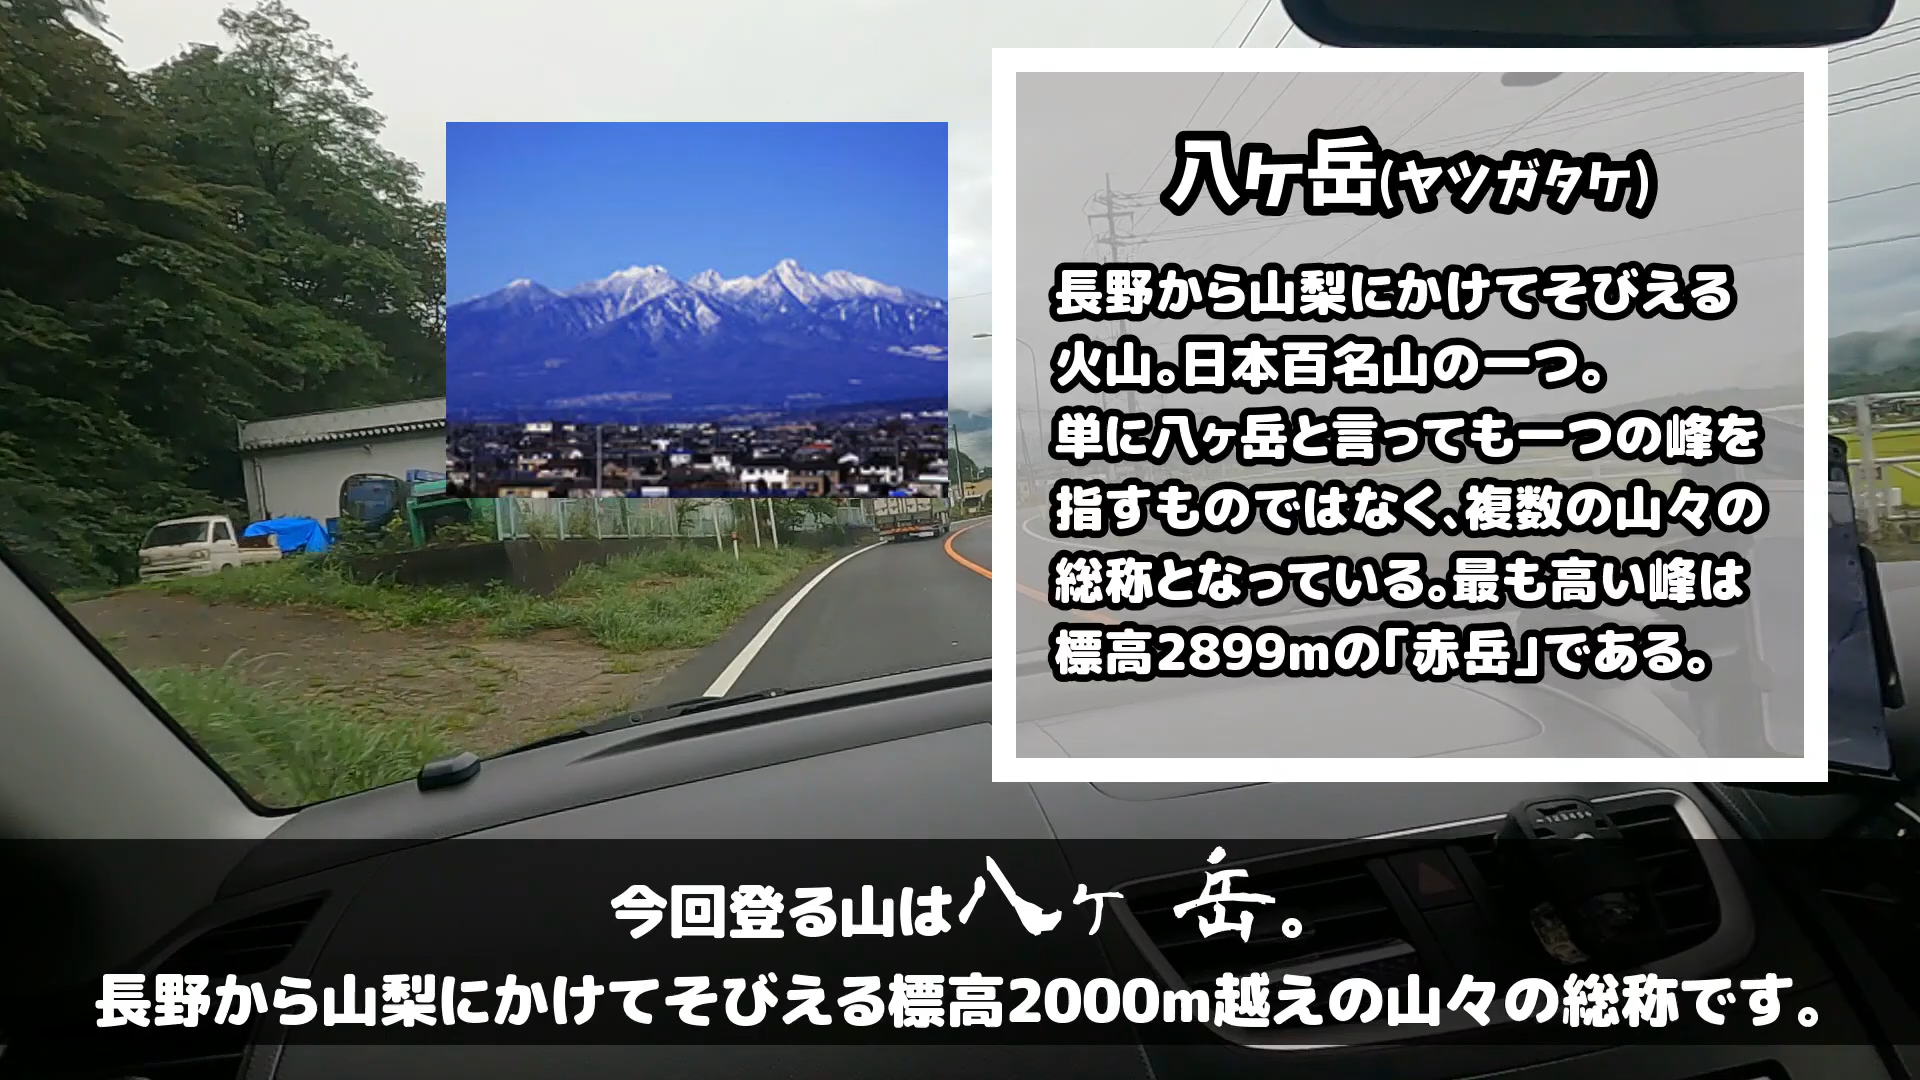 八ヶ岳(ヤツガタケ)
長野から山梨にかけてそびえる
火山。日本百名山の一つ。
単に八ヶ岳と言っても一つの峰を
指すものではなく、複数の山々の
総称となっている。最も高い峰は
標高2899mの「赤岳」である。
今回登る山は八ヶ岳。
長野から山梨にかけてそびえる標高2000m越えの山々の総称です。